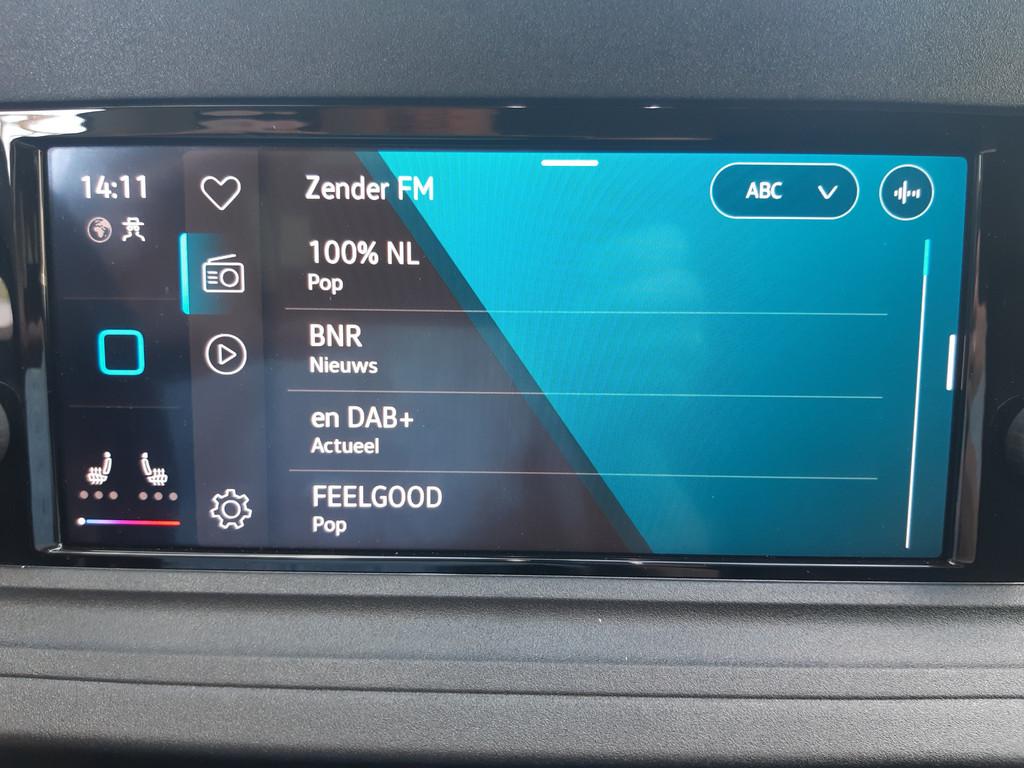 14:11
Zender FM
ABC
100% NL
Pop
BNR
Nieuws
en DAB+
Actueel
FEELGOOD
Pop